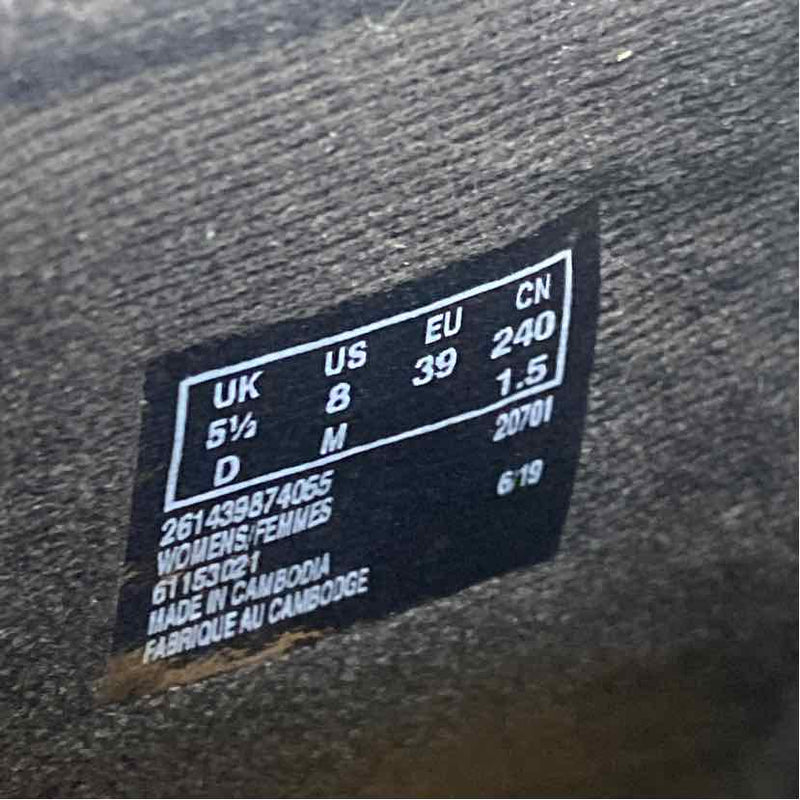 UK US EU CN
5½ 8 39 240
D M 1.5
261439874055 20701
WOMENS/FEMMES 6/19
61153021
MADE IN CAMBODIA
FABRIQUE AU CAMBODGE